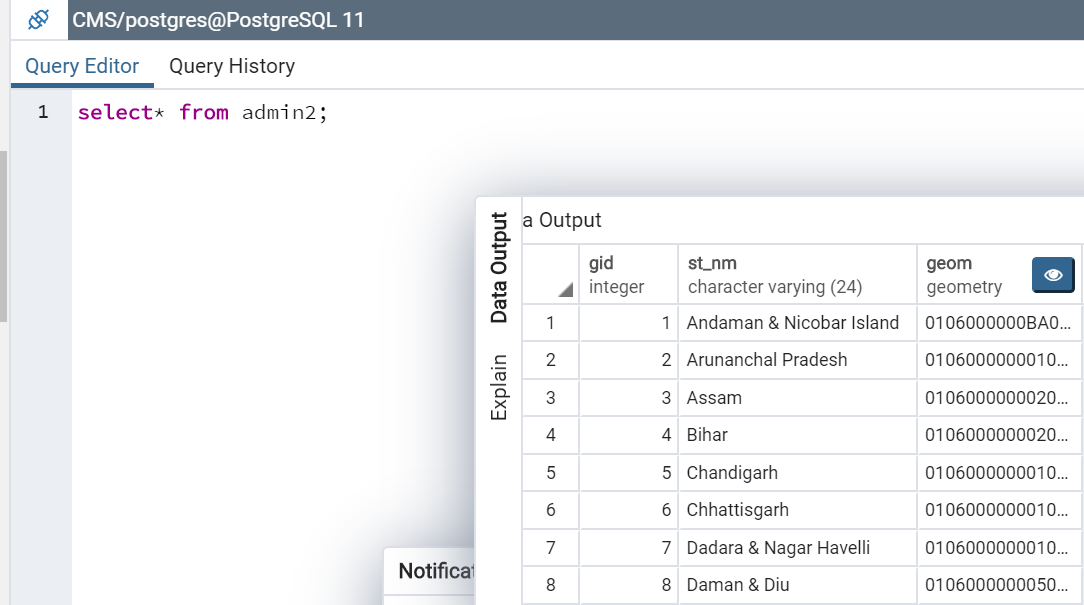 CMS/postgres@PostgreSQL 11
Query Editor Query History
1 select* from admin2;
Data Output
Explain
a Output
gid st_nm geom
integer character varying (24) geometry
1 1 Andaman & Nicobar Island 0106000000BA0...
2 2 Arunanchal Pradesh 0106000000010...
3 3 Assam 0106000000020...
4 4 Bihar 0106000000020...
5 5 Chandigarh 0106000000010...
6 6 Chhattisgarh 0106000000010...
7 7 Dadara & Nagar Havelli 0106000000010...
8 8 Daman & Diu 0106000000050...
Notificat